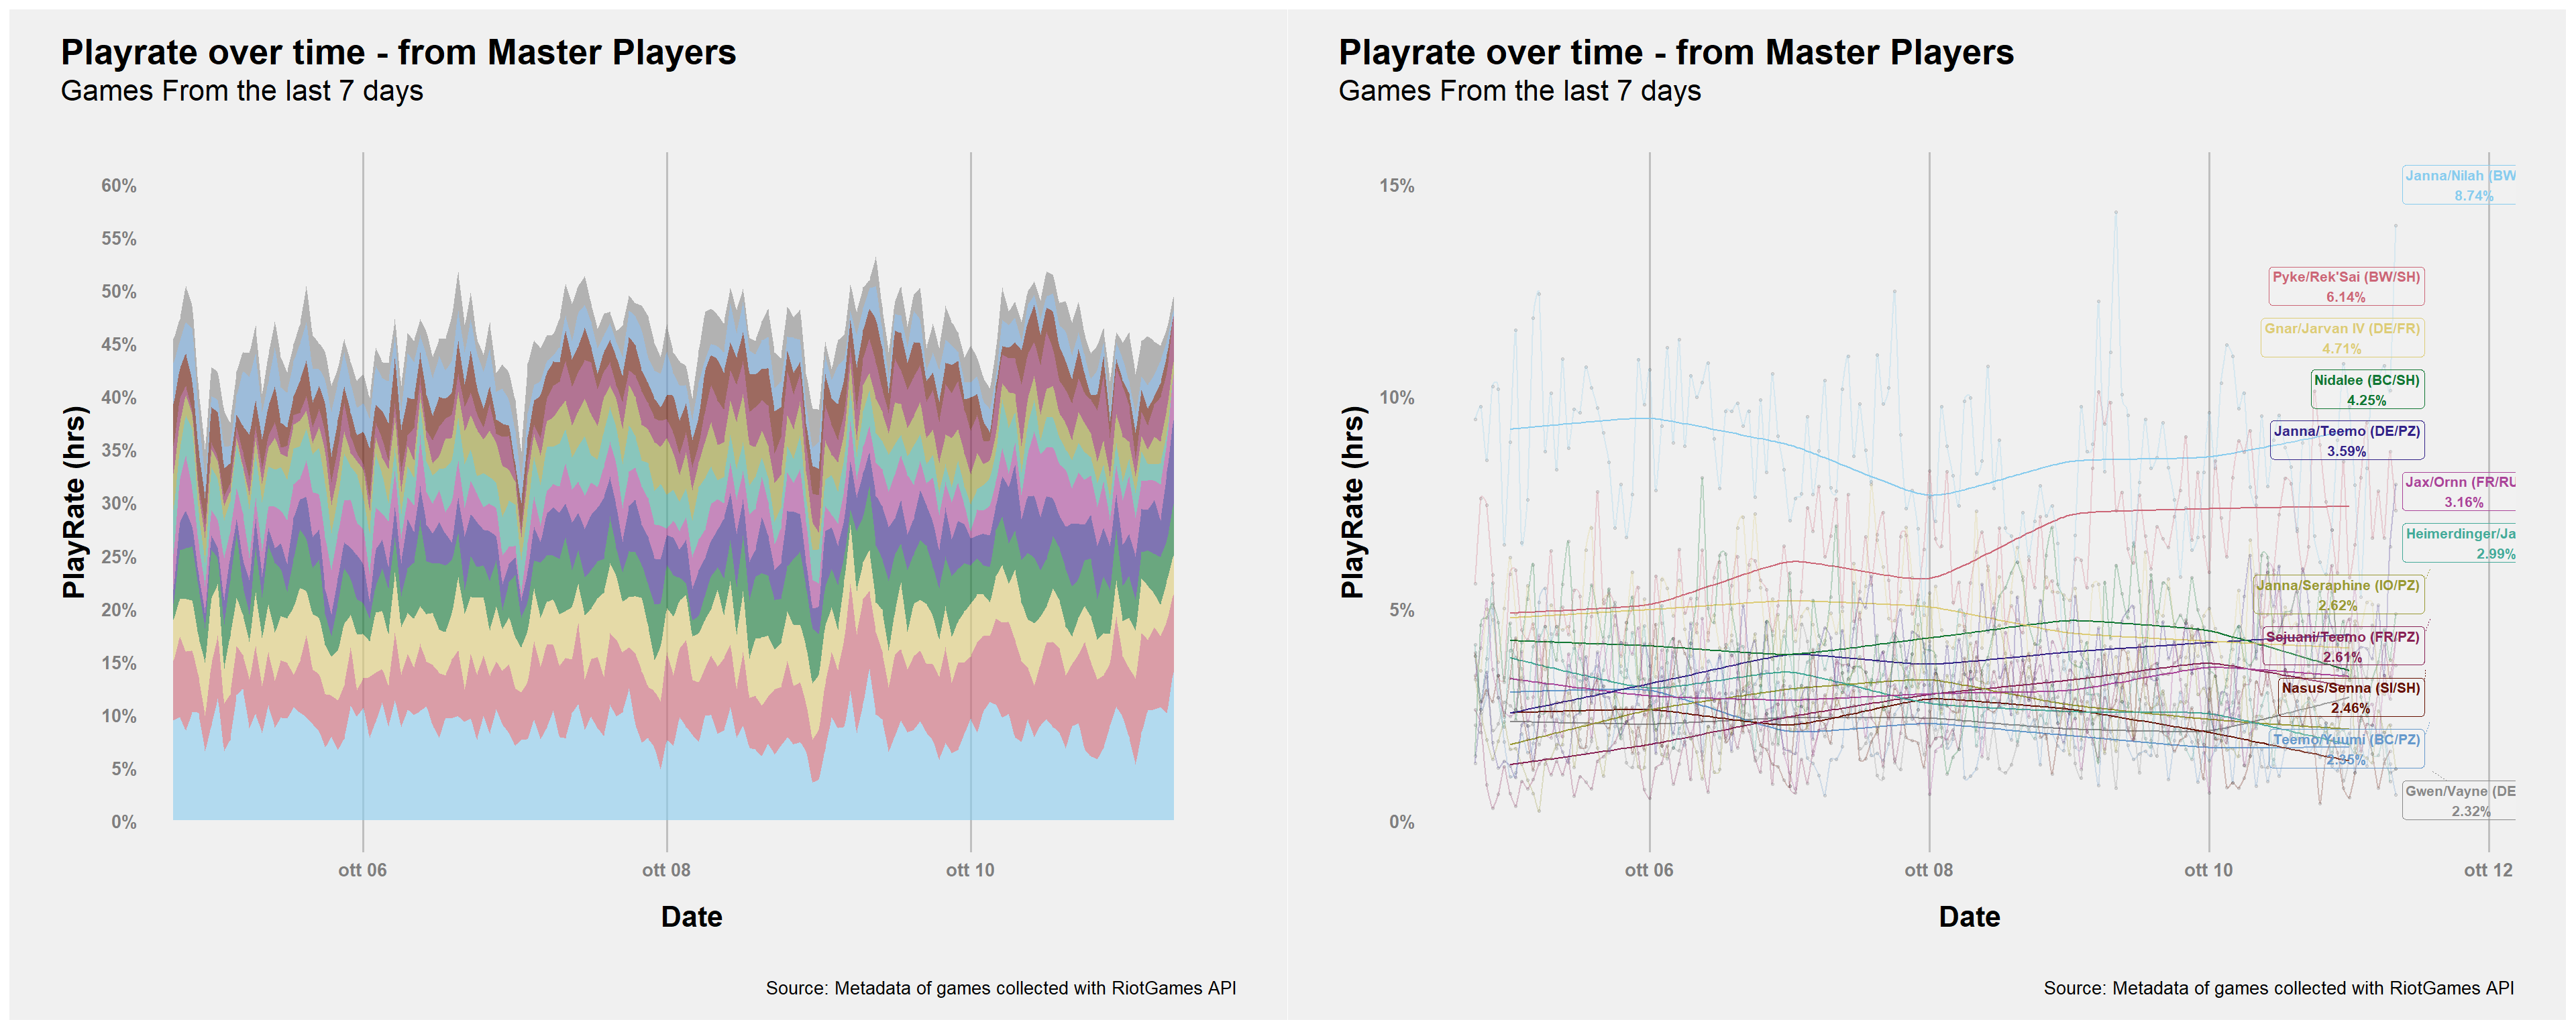 Playrate over time - from Master Players
Games From the last 7 days
PlayRate (hrs)
60%
55%
50%
45%
40%
35%
30%
25%
20%
15%
10%
5%
0%
ott 06
ott 08
ott 10
Date
Source: Metadata of games collected with RiotGames API
Playrate over time - from Master Players
Games From the last 7 days
PlayRate (hrs)
15%
10%
5%
0%
Janna/Nilah (BW
8.74%
Pyke/Rek'Sai (BW/SH)
6.14%
Gnar/Jarvan IV (DE/FR)
4.71%
Nidalee (BC/SH)
4.25%
Janna/Teemo (DE/PZ)
3.59%
Jax/Ornn (FR/RU
3.16%
Heimerdinger/Ja
2.99%
Janna/Seraphine (IO/PZ)
2.62%
Sejuani/Teemo (FR/PZ)
2.61%
Nasus/Senna (SI/SH)
2.46%
Teemo/Yuumi (BC/PZ)
2.35%
Gwen/Vayne (DE
2.32%
ott 06
ott 08
ott 10
ott 12
Date
Source: Metadata of games collected with RiotGames API